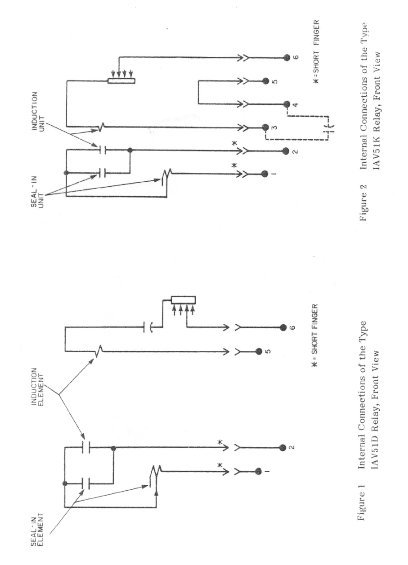 INDUCTION
ELEMENT
SEAL-IN
ELEMENT
*
*
1
2
5
6
*=SHORT FINGER
Figure 1 Internal Connections of the Type
IAV51D Relay, Front View
INDUCTION
UNIT
SEAL-IN
UNIT
*
*
1
2
3
4
5
6
*=SHORT FINGER
Figure 2 Internal Connections of the Type
IAV51K Relay, Front View